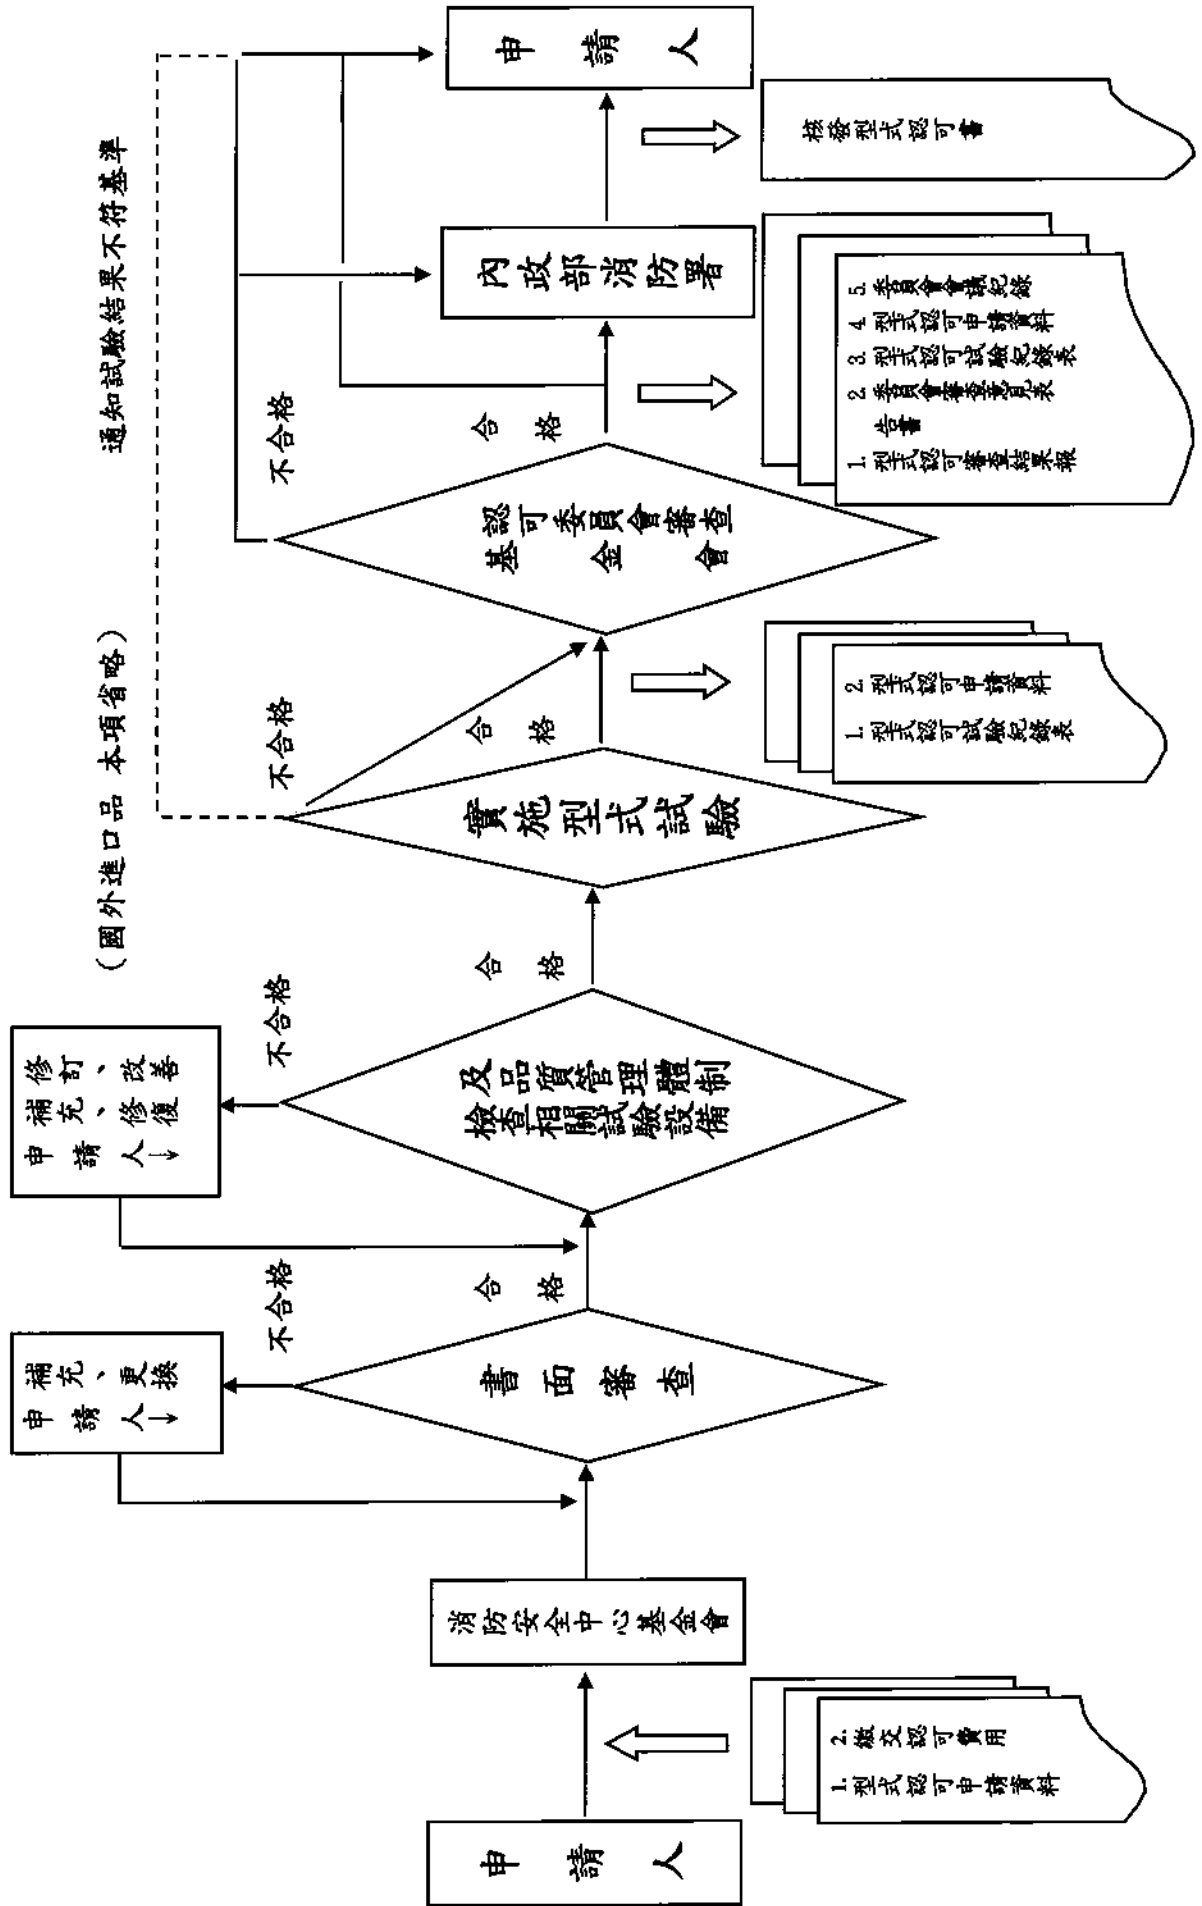 申請人
1. 型式認可申請資料
2. 繳交認可費用
消防安全中心基金會
書面審查
不合格
申請人↓
補充、更換
合格
檢查相關試驗設備
及品質管理體制
不合格
申請人↓
補充、修復
修訂、改善
(國外進口品 本項省略)
合格
實施型式試驗
不合格
通知試驗結果不符基準
合格
1. 型式認可試驗紀錄表
2. 型式認可申請資料
基金會
認可委員會審查
不合格
合格
1. 型式認可審查結果報
告書
2. 委員會審查意見表
3. 型式認可試驗紀錄表
4. 型式認可申請資料
5. 委員會會議紀錄
內政部消防署
核發型式認可書
申請人